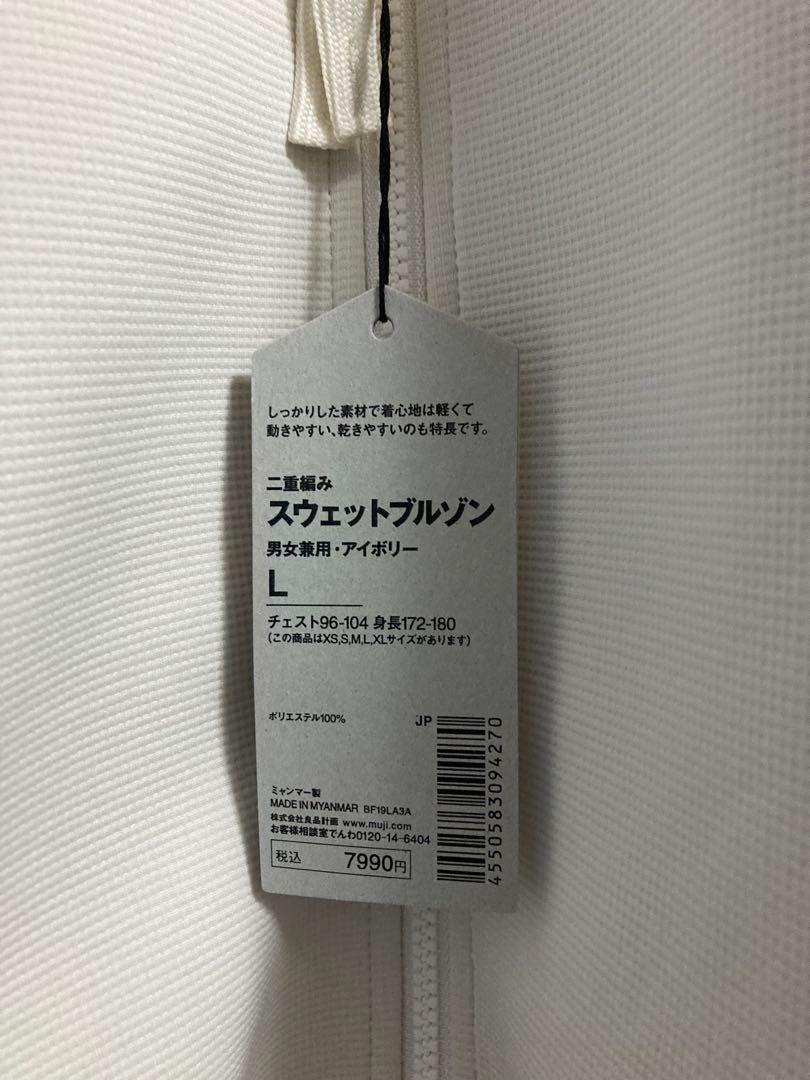 しっかりした素材で着心地は軽くて
動きやすい、乾きやすいのも特長です。
二重編み
スウェットブルゾン
男女兼用・アイボリー
L
チェスト96-104 身長172-180
(この商品はXS,S,M,L,XLサイズがあります)
ポリエステル100%
JP
4550583094270
ミャンマー製
MADE IN MYANMAR BF19LA3A
株式会社良品計画 www.muji.com
お客様相談室でんわ0120-14-6404
税込 7990円